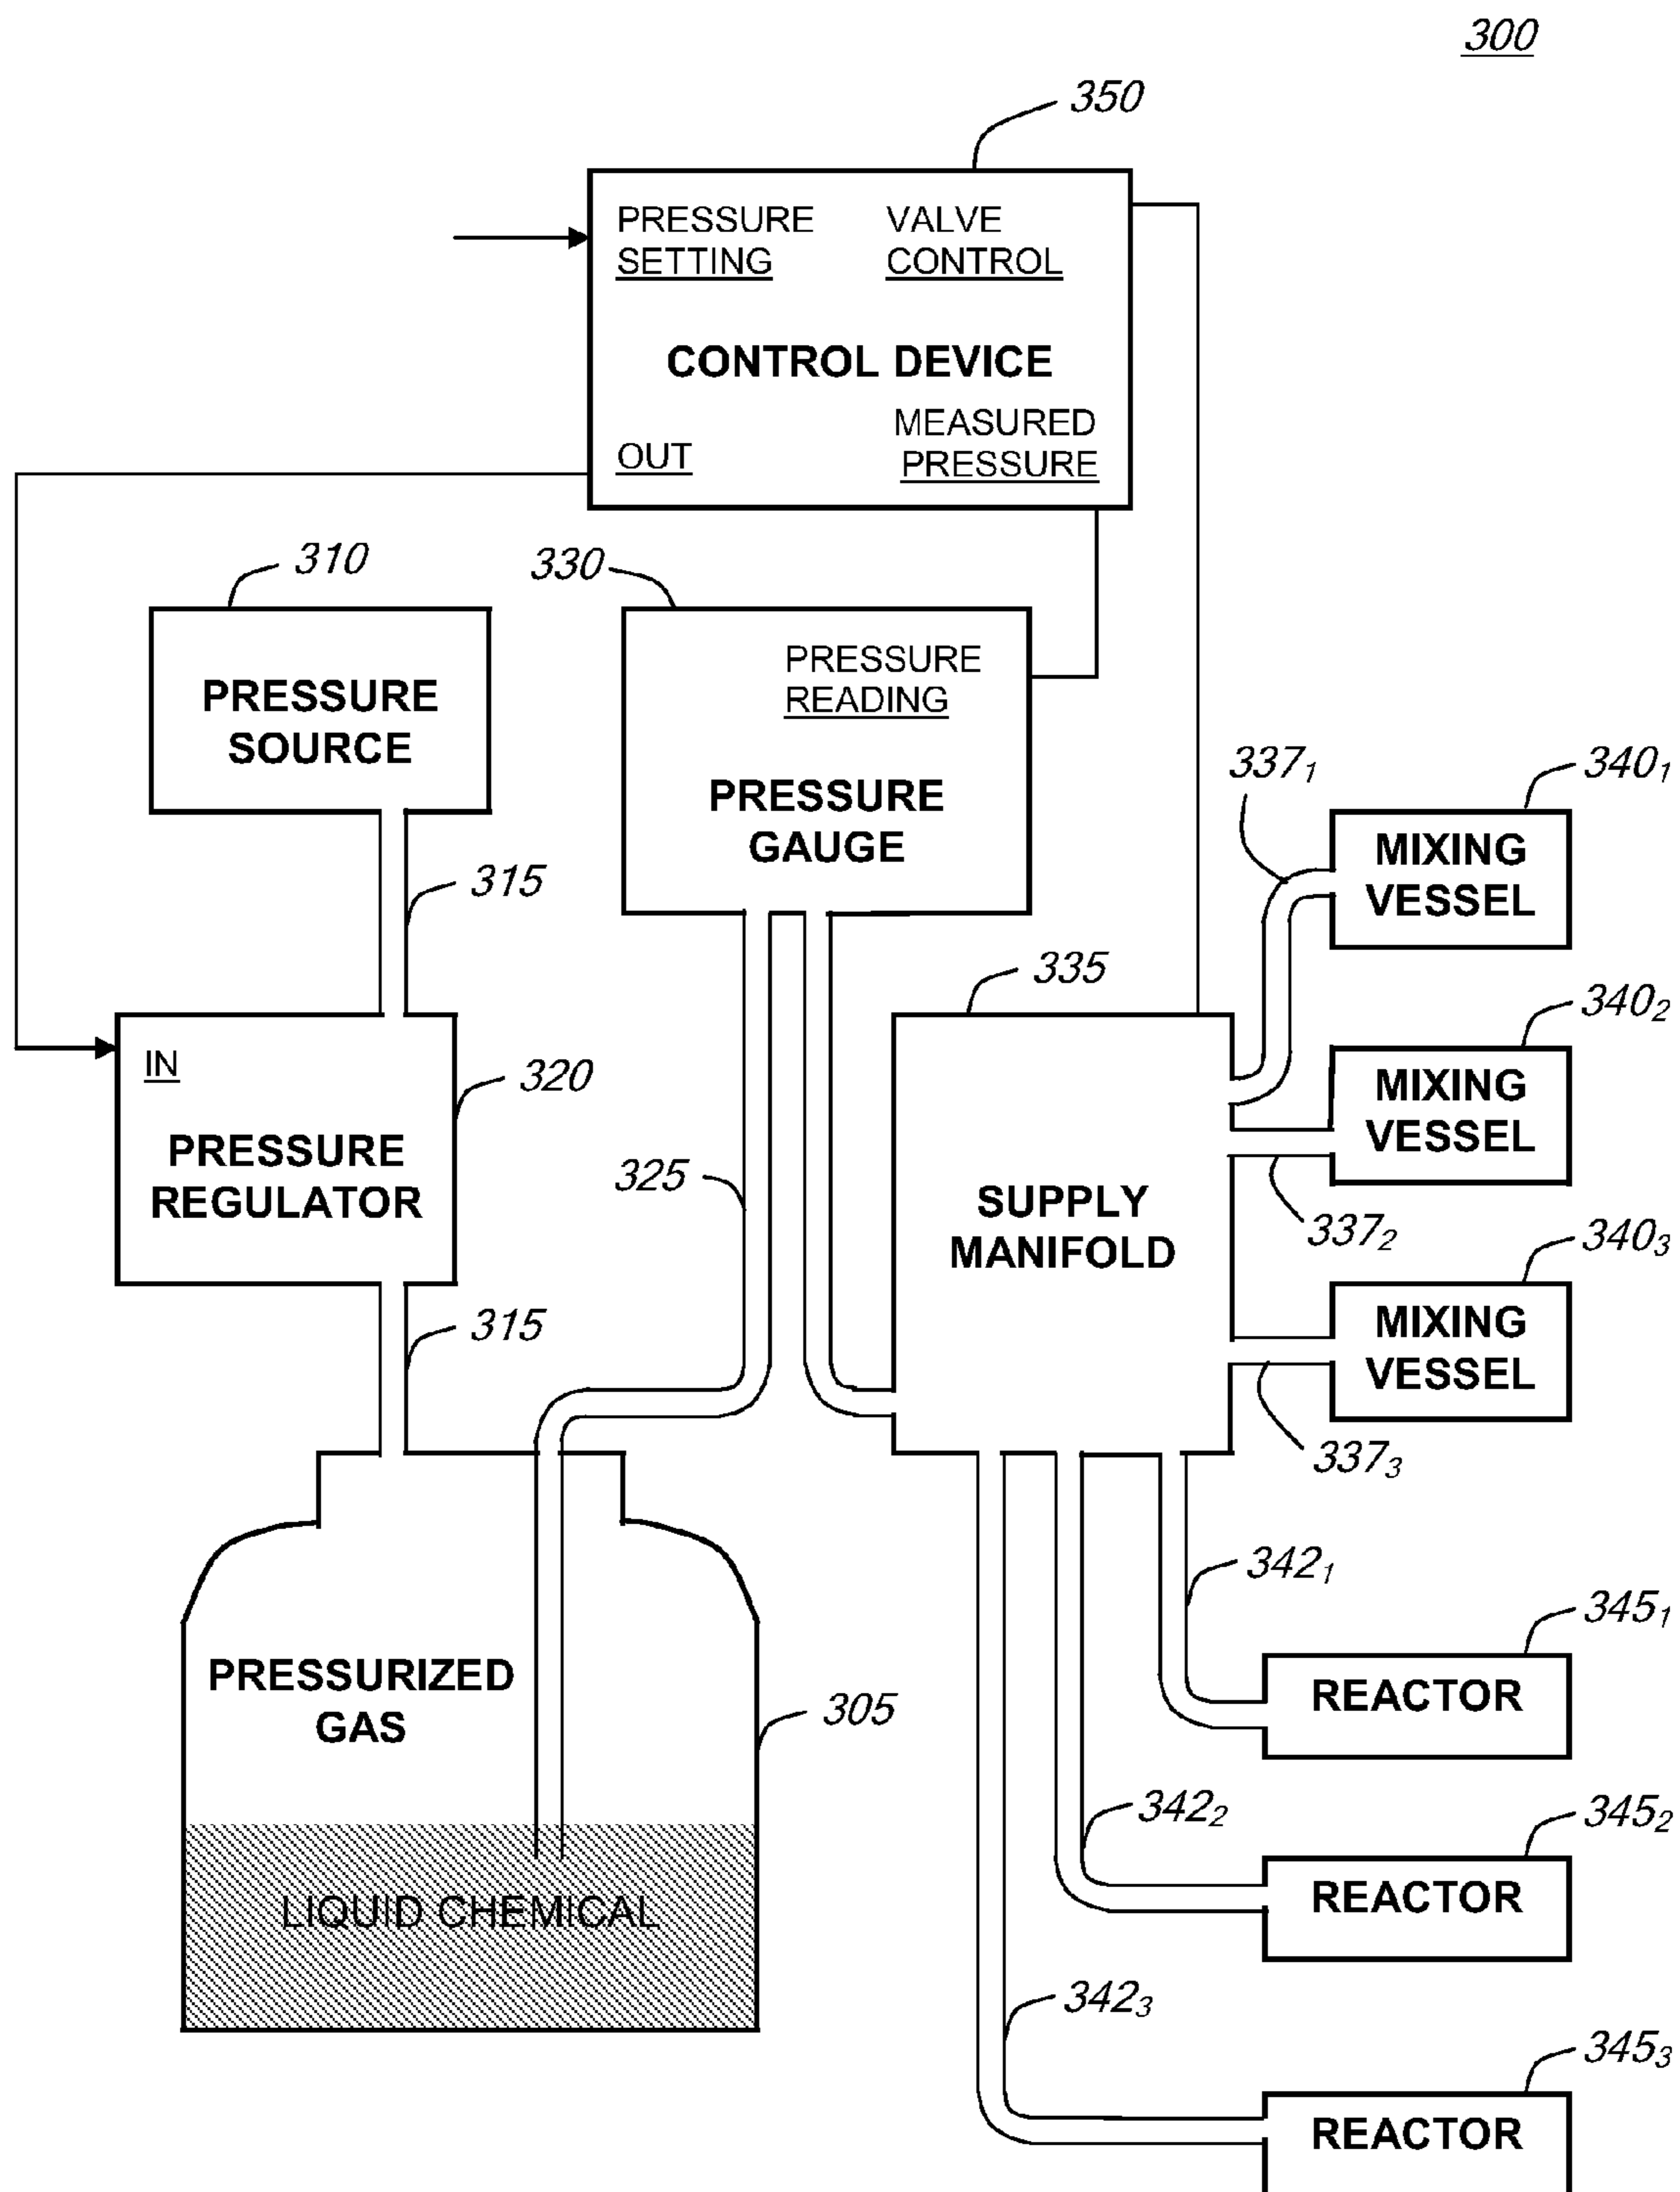 300
350
PRESSURE SETTING
VALVE CONTROL
CONTROL DEVICE
MEASURED PRESSURE
OUT
310
330
PRESSURE SOURCE
PRESSURE READING
PRESSURE GAUGE
337₁
340₁
MIXING VESSEL
315
335
340₂
MIXING VESSEL
IN
320
PRESSURE REGULATOR
325
SUPPLY MANIFOLD
337₂
340₃
MIXING VESSEL
315
337₃
342₁
345₁
REACTOR
PRESSURIZED GAS
305
342₂
345₂
REACTOR
LIQUID CHEMICAL
342₃
345₃
REACTOR